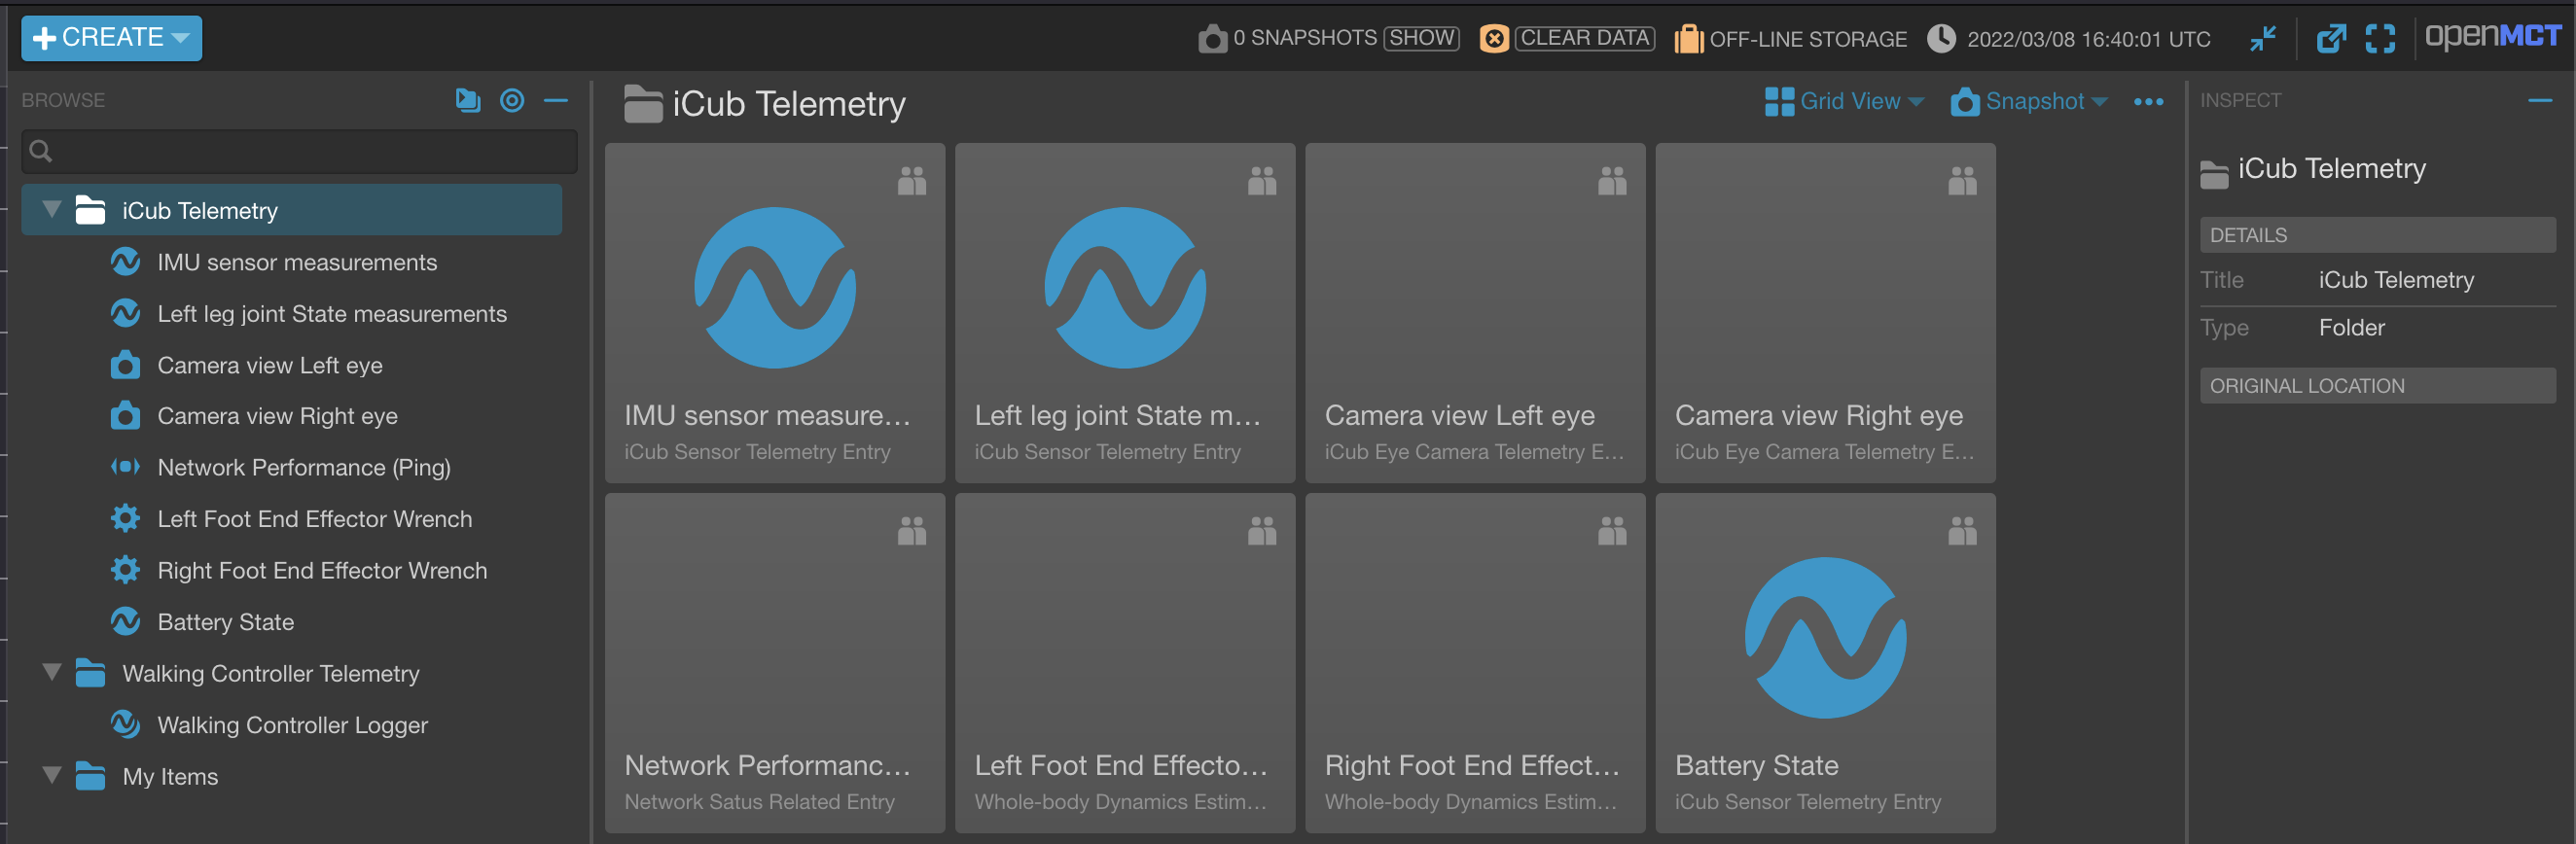 CREATE
0 SNAPSHOTS SHOW CLEAR DATA OFF-LINE STORAGE 2022/03/08 16:40:01 UTC openMCT
BROWSE
iCub Telemetry
IMU sensor measurements
Left leg joint State measurements
Camera view Left eye
Camera view Right eye
Network Performance (Ping)
Left Foot End Effector Wrench
Right Foot End Effector Wrench
Battery State
Walking Controller Telemetry
Walking Controller Logger
My Items
iCub Telemetry
Grid View Snapshot
IMU sensor measure...
iCub Sensor Telemetry Entry
Left leg joint State m...
iCub Sensor Telemetry Entry
Camera view Left eye
iCub Eye Camera Telemetry E...
Camera view Right eye
iCub Eye Camera Telemetry E...
Network Performanc...
Network Satus Related Entry
Left Foot End Effecto...
Whole-body Dynamics Estim...
Right Foot End Effect...
Whole-body Dynamics Estim...
Battery State
iCub Sensor Telemetry Entry
INSPECT
iCub Telemetry
DETAILS
Title iCub Telemetry
Type Folder
ORIGINAL LOCATION